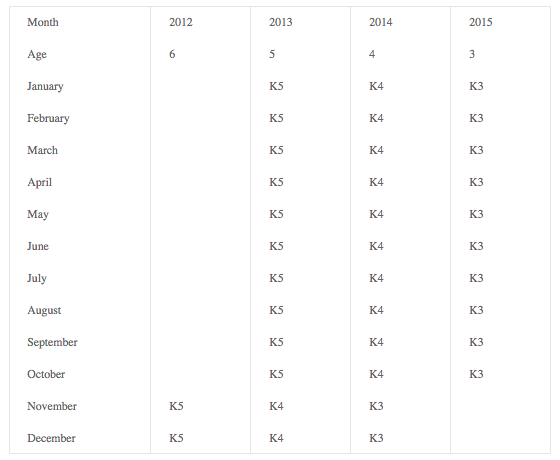 Month 2012 2013 2014 2015
Age 6 5 4 3
January K5 K4 K3
February K5 K4 K3
March K5 K4 K3
April K5 K4 K3
May K5 K4 K3
June K5 K4 K3
July K5 K4 K3
August K5 K4 K3
September K5 K4 K3
October K5 K4 K3
November K5 K4 K3
December K5 K4 K3